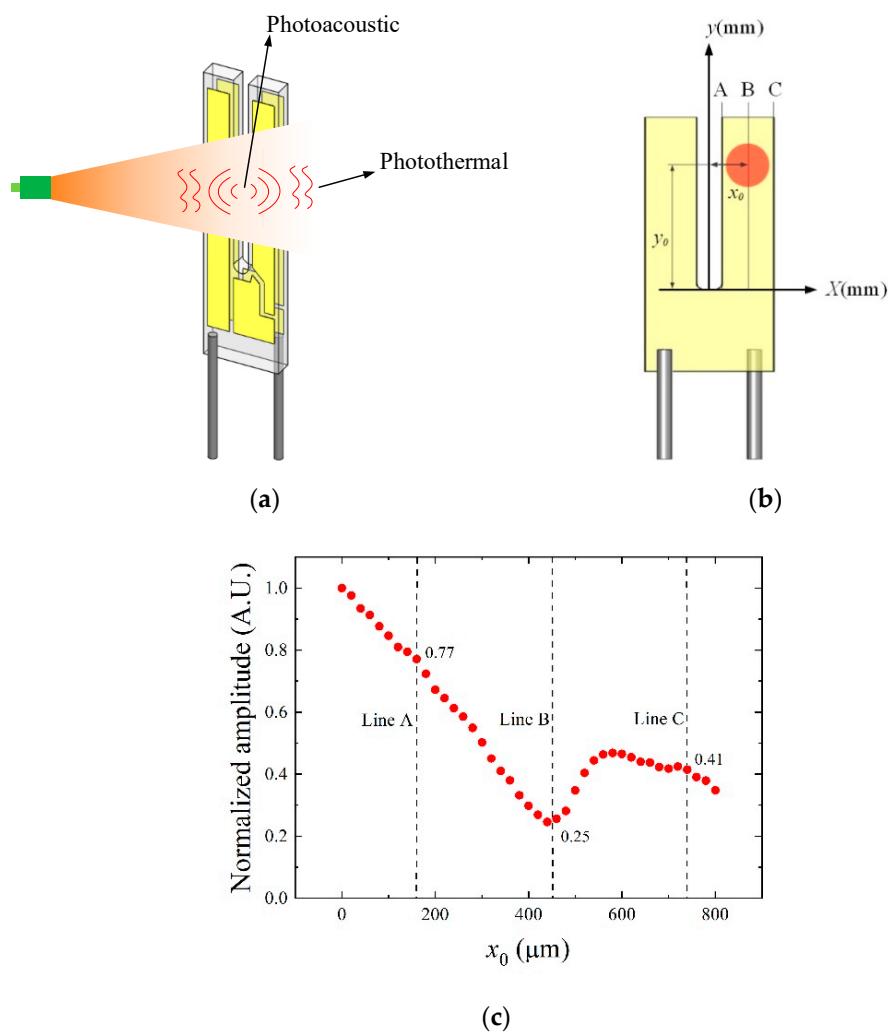 Photoacoustic
Photothermal
(a)
y(mm)
A B C
x0
y0
X(mm)
(b)
Normalized amplitude (A.U.)
1.0
0.8
0.6
0.4
0.2
0.0
0.77
Line A
Line B
Line C
0.41
0.25
0 200 400 600 800
x0 (μm)
(c)